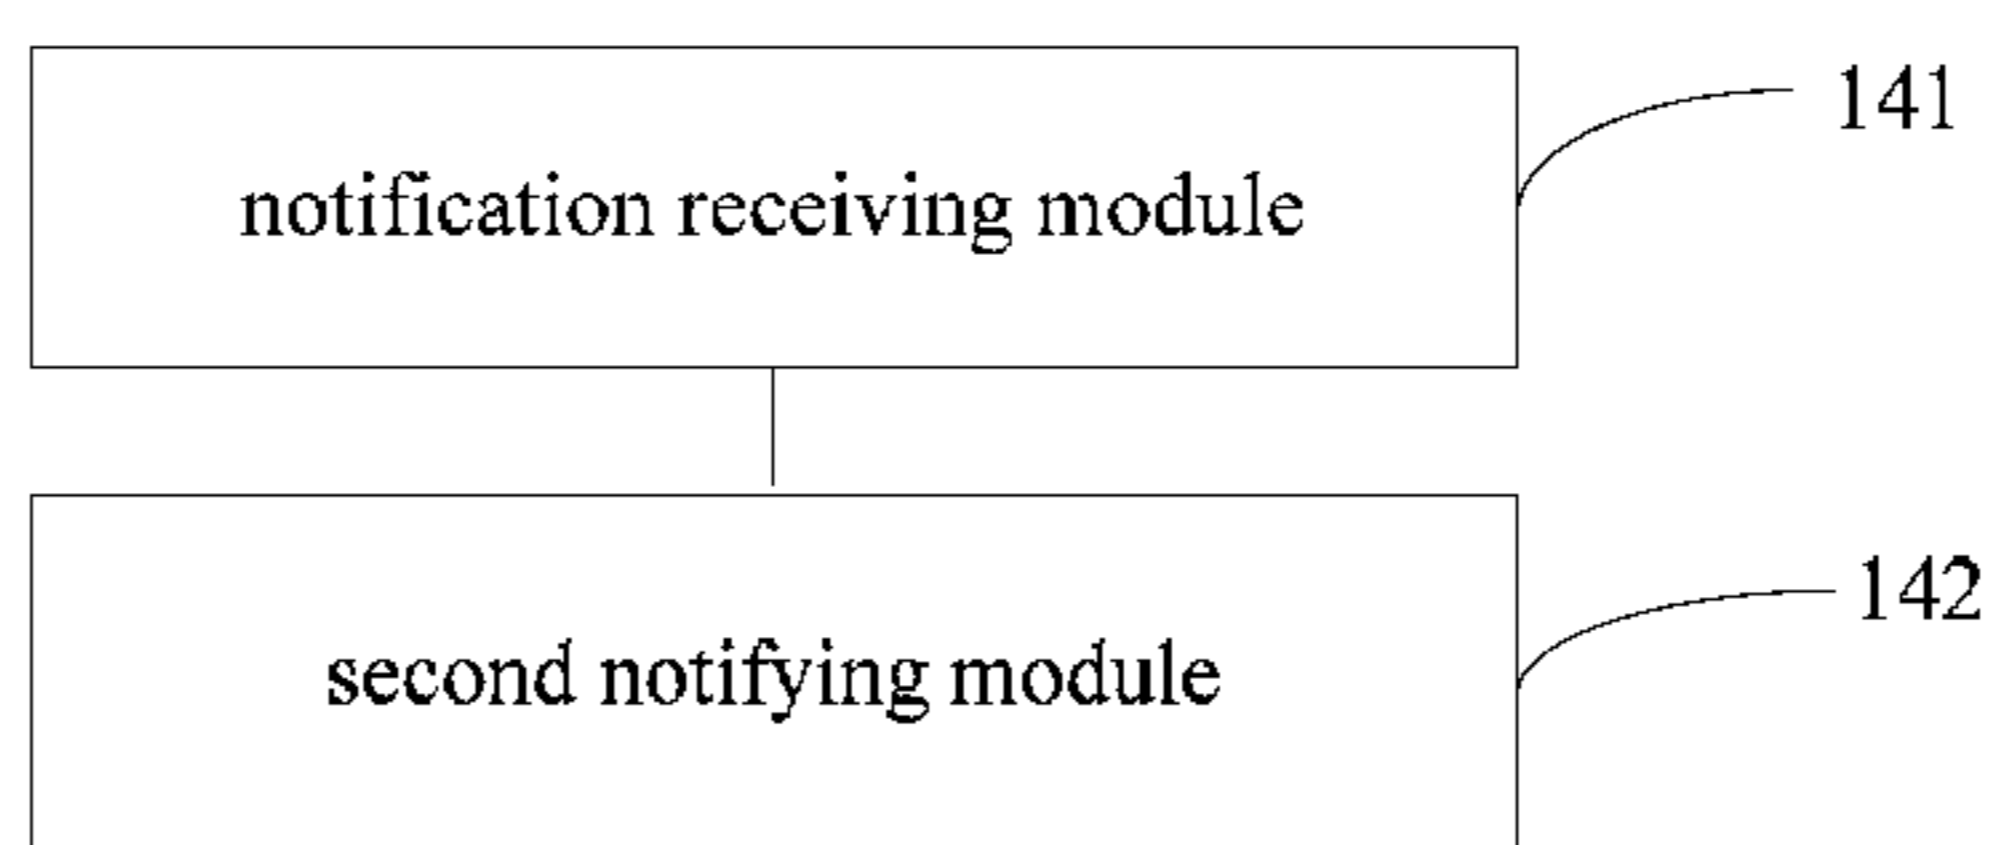 141
notification receiving module
142
second notifying module